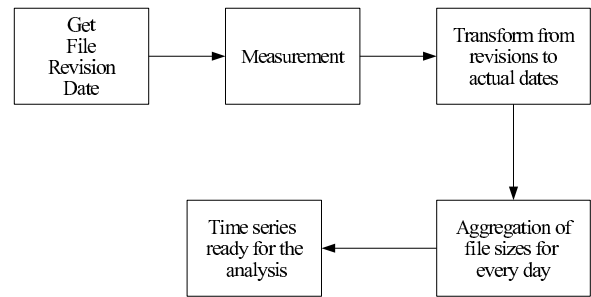 Get
File
Revision
Date
Measurement
Transform from
revisions to
actual dates
Aggregation of
file sizes for
every day
Time series
ready for the
analysis